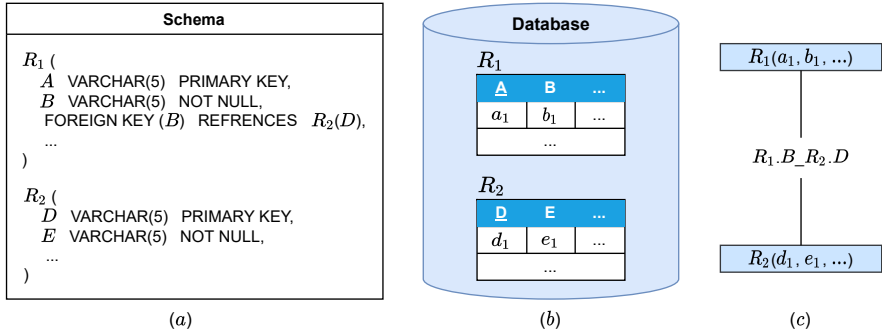 Schema
R₁ (
A VARCHAR(5) PRIMARY KEY,
B VARCHAR(5) NOT NULL,
FOREIGN KEY (B) REFRENCES R₂(D),
...
)
R₂ (
D VARCHAR(5) PRIMARY KEY,
E VARCHAR(5) NOT NULL,
...
)
(a)
Database
R₁
A B ...
a₁ b₁ ...
...
R₂
D E ...
d₁ e₁ ...
...
(b)
R₁(a₁, b₁, ...)
R₁.B_R₂.D
R₂(d₁, e₁, ...)
(c)